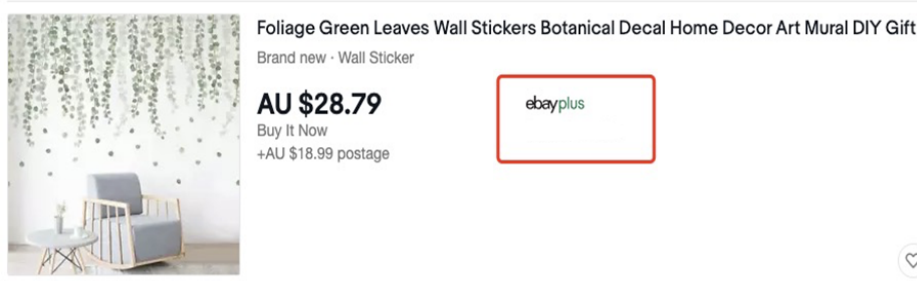 Foliage Green Leaves Wall Stickers Botanical Decal Home Decor Art Mural DIY Gift
Brand new · Wall Sticker
AU $28.79
Buy It Now
+AU $18.99 postage
ebayplus